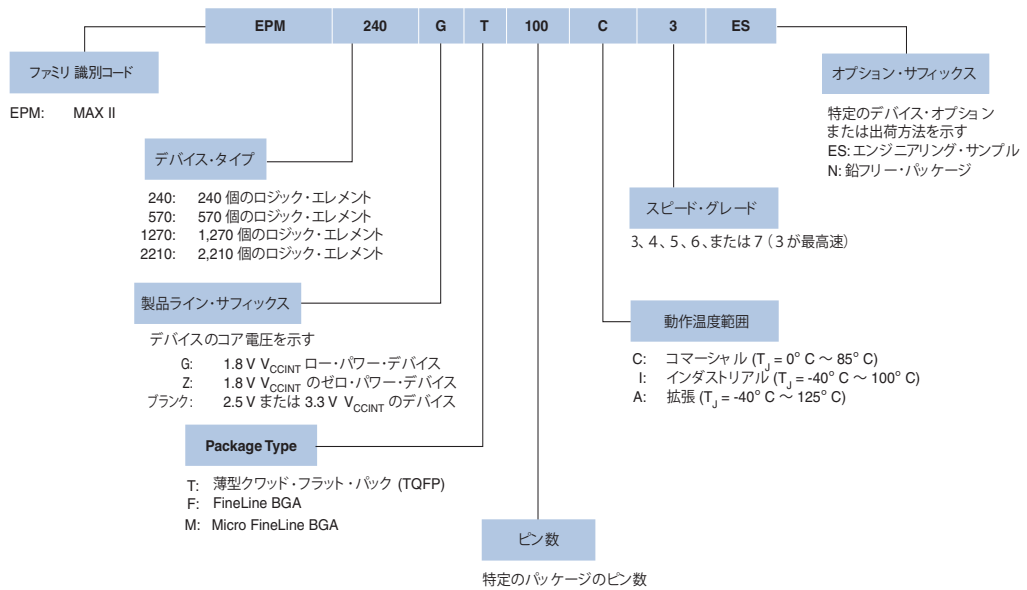 EPM 240 G T 100 C 3 ES
ファミリ 識別コード
EPM: MAX II
オプション・サフィックス
特定のデバイス・オプション
または出荷方法を示す
ES: エンジニアリング・サンプル
N: 鉛フリー・パッケージ
デバイス・タイプ
240: 240 個のロジック・エレメント
570: 570 個のロジック・エレメント
1270: 1,270 個のロジック・エレメント
2210: 2,210 個のロジック・エレメント
スピード・グレード
3、4、5、6、または 7 (3 が最高速)
製品ライン・サフィックス
デバイスのコア電圧を示す
G: 1.8 V VCCINT ロー・パワー・デバイス
Z: 1.8 V VCCINT のゼロ・パワー・デバイス
ブランク: 2.5 V または 3.3 V VCCINT のデバイス
動作温度範囲
C: コマーシャル (TJ = 0° C ～ 85° C)
I: インダストリアル (TJ = -40° C ～ 100° C)
A: 拡張 (TJ = -40° C ～ 125° C)
Package Type
T: 薄型クワッド・フラット・パック (TQFP)
F: FineLine BGA
M: Micro FineLine BGA
ピン数
特定のパッケージのピン数